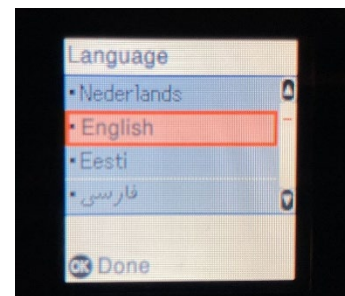 Language
▪ Nederlands
▪ English
▪ Eesti
▪ فارسی
OK Done